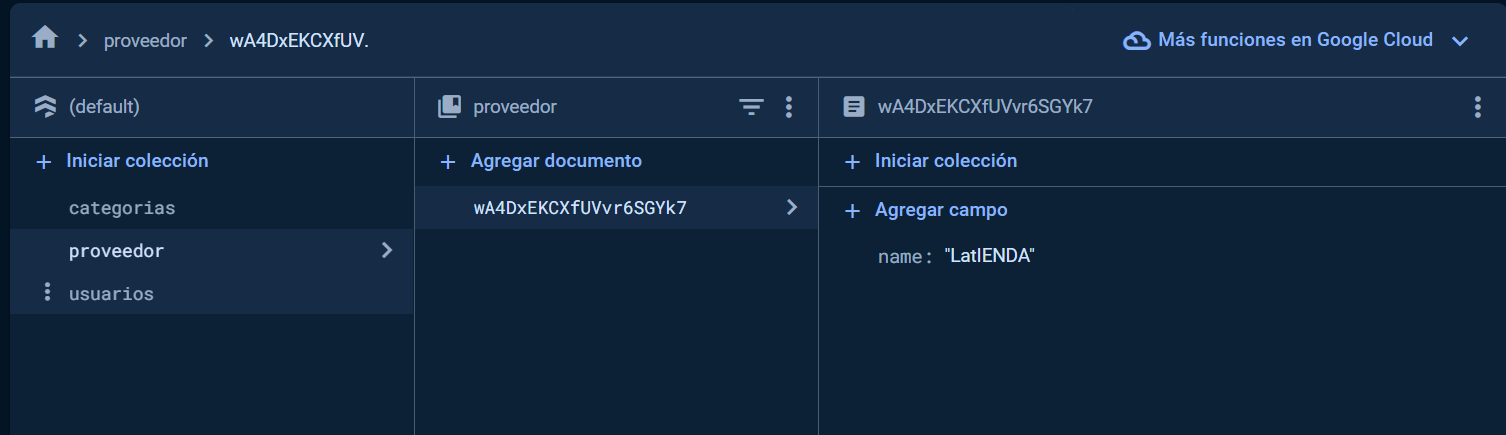 proveedor > wA4DxEKCXfUV.
Más funciones en Google Cloud
(default)
proveedor
wA4DxEKCXfUVvr6SGYk7
+ Iniciar colección
+ Agregar documento
+ Iniciar colección
categorias
wA4DxEKCXfUVvr6SGYk7
+ Agregar campo
proveedor
name: "LatIENDA"
usuarios